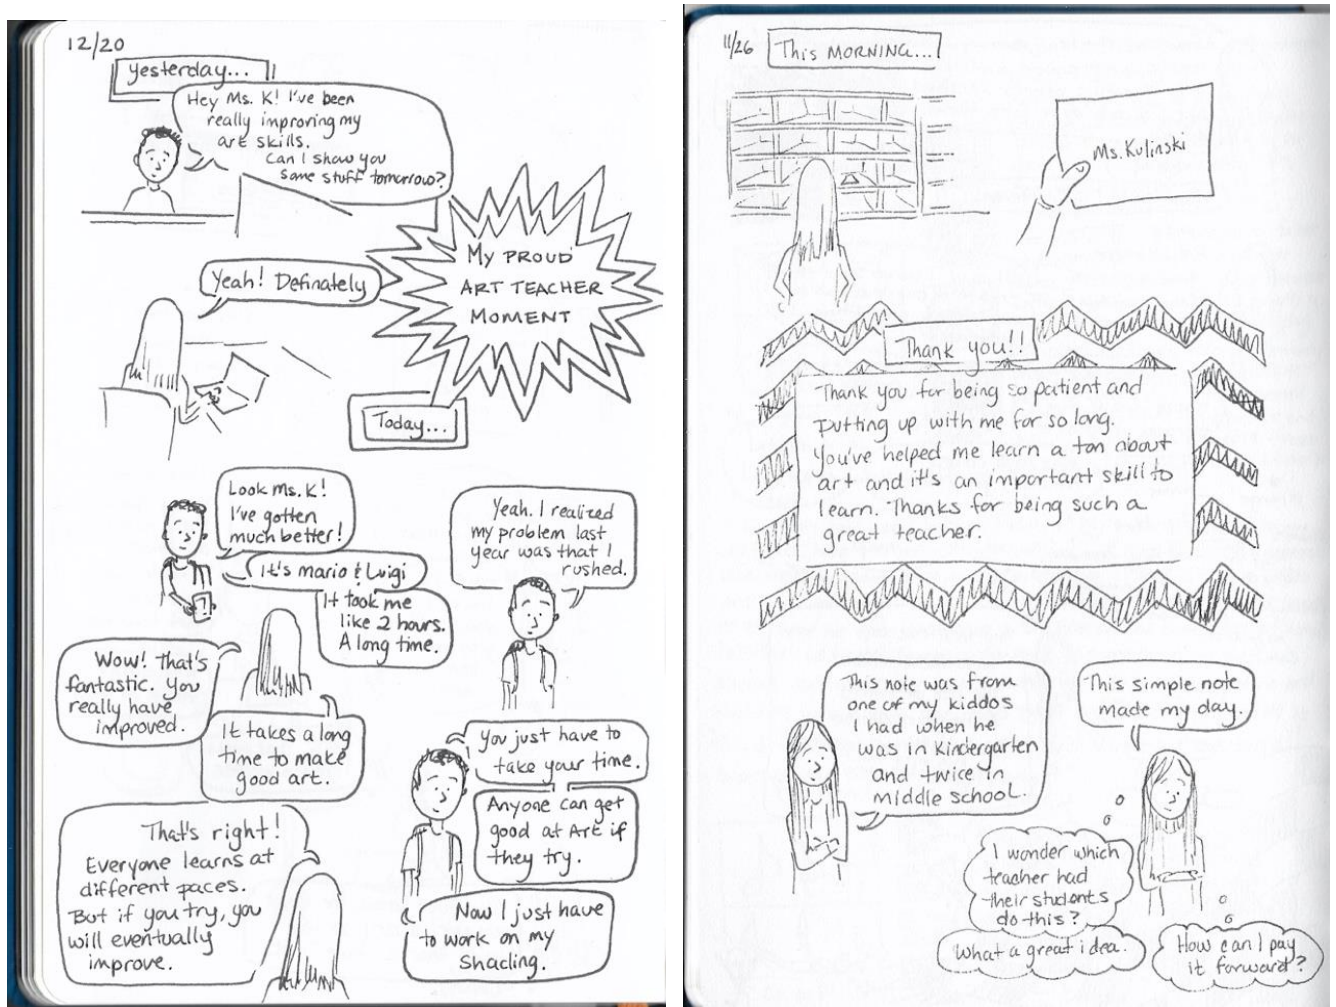 12/20
Yesterday...
Hey Ms. K! I've been
really improving my
art skills.
Can I show you
some stuff tomorrow?
My PROUD
ART TEACHER
MOMENT
Yeah! Definately
Today...
Look Ms. K!
I've gotten
much better!
It's mario & Luigi
It took me
like 2 hours.
A long time.
Yeah. I realized
my problem last
year was that I
rushed.
Wow! That's
fantastic. You
really have
improved.
It takes a long
time to make
good art.
You just have to
take your time.
Anyone can get
good at Art if
they try.
That's right!
Everyone learns at
different paces.
But if you try, you
will eventually
improve.
Now I just have
to work on my
shading.
11/26
This MORNING...
Ms. Kulinski
Thank you!!
Thank you for being so patient and
putting up with me for so long.
You've helped me learn a ton about
art and it's an important skill to
learn. Thanks for being such a
great teacher.
This note was from
one of my kiddos
I had when he
was in Kindergarten
and twice in
middle school.
This simple note
made my day.
I wonder which
teacher had
their students
do this?
What a great idea.
How can I pay
it forward?